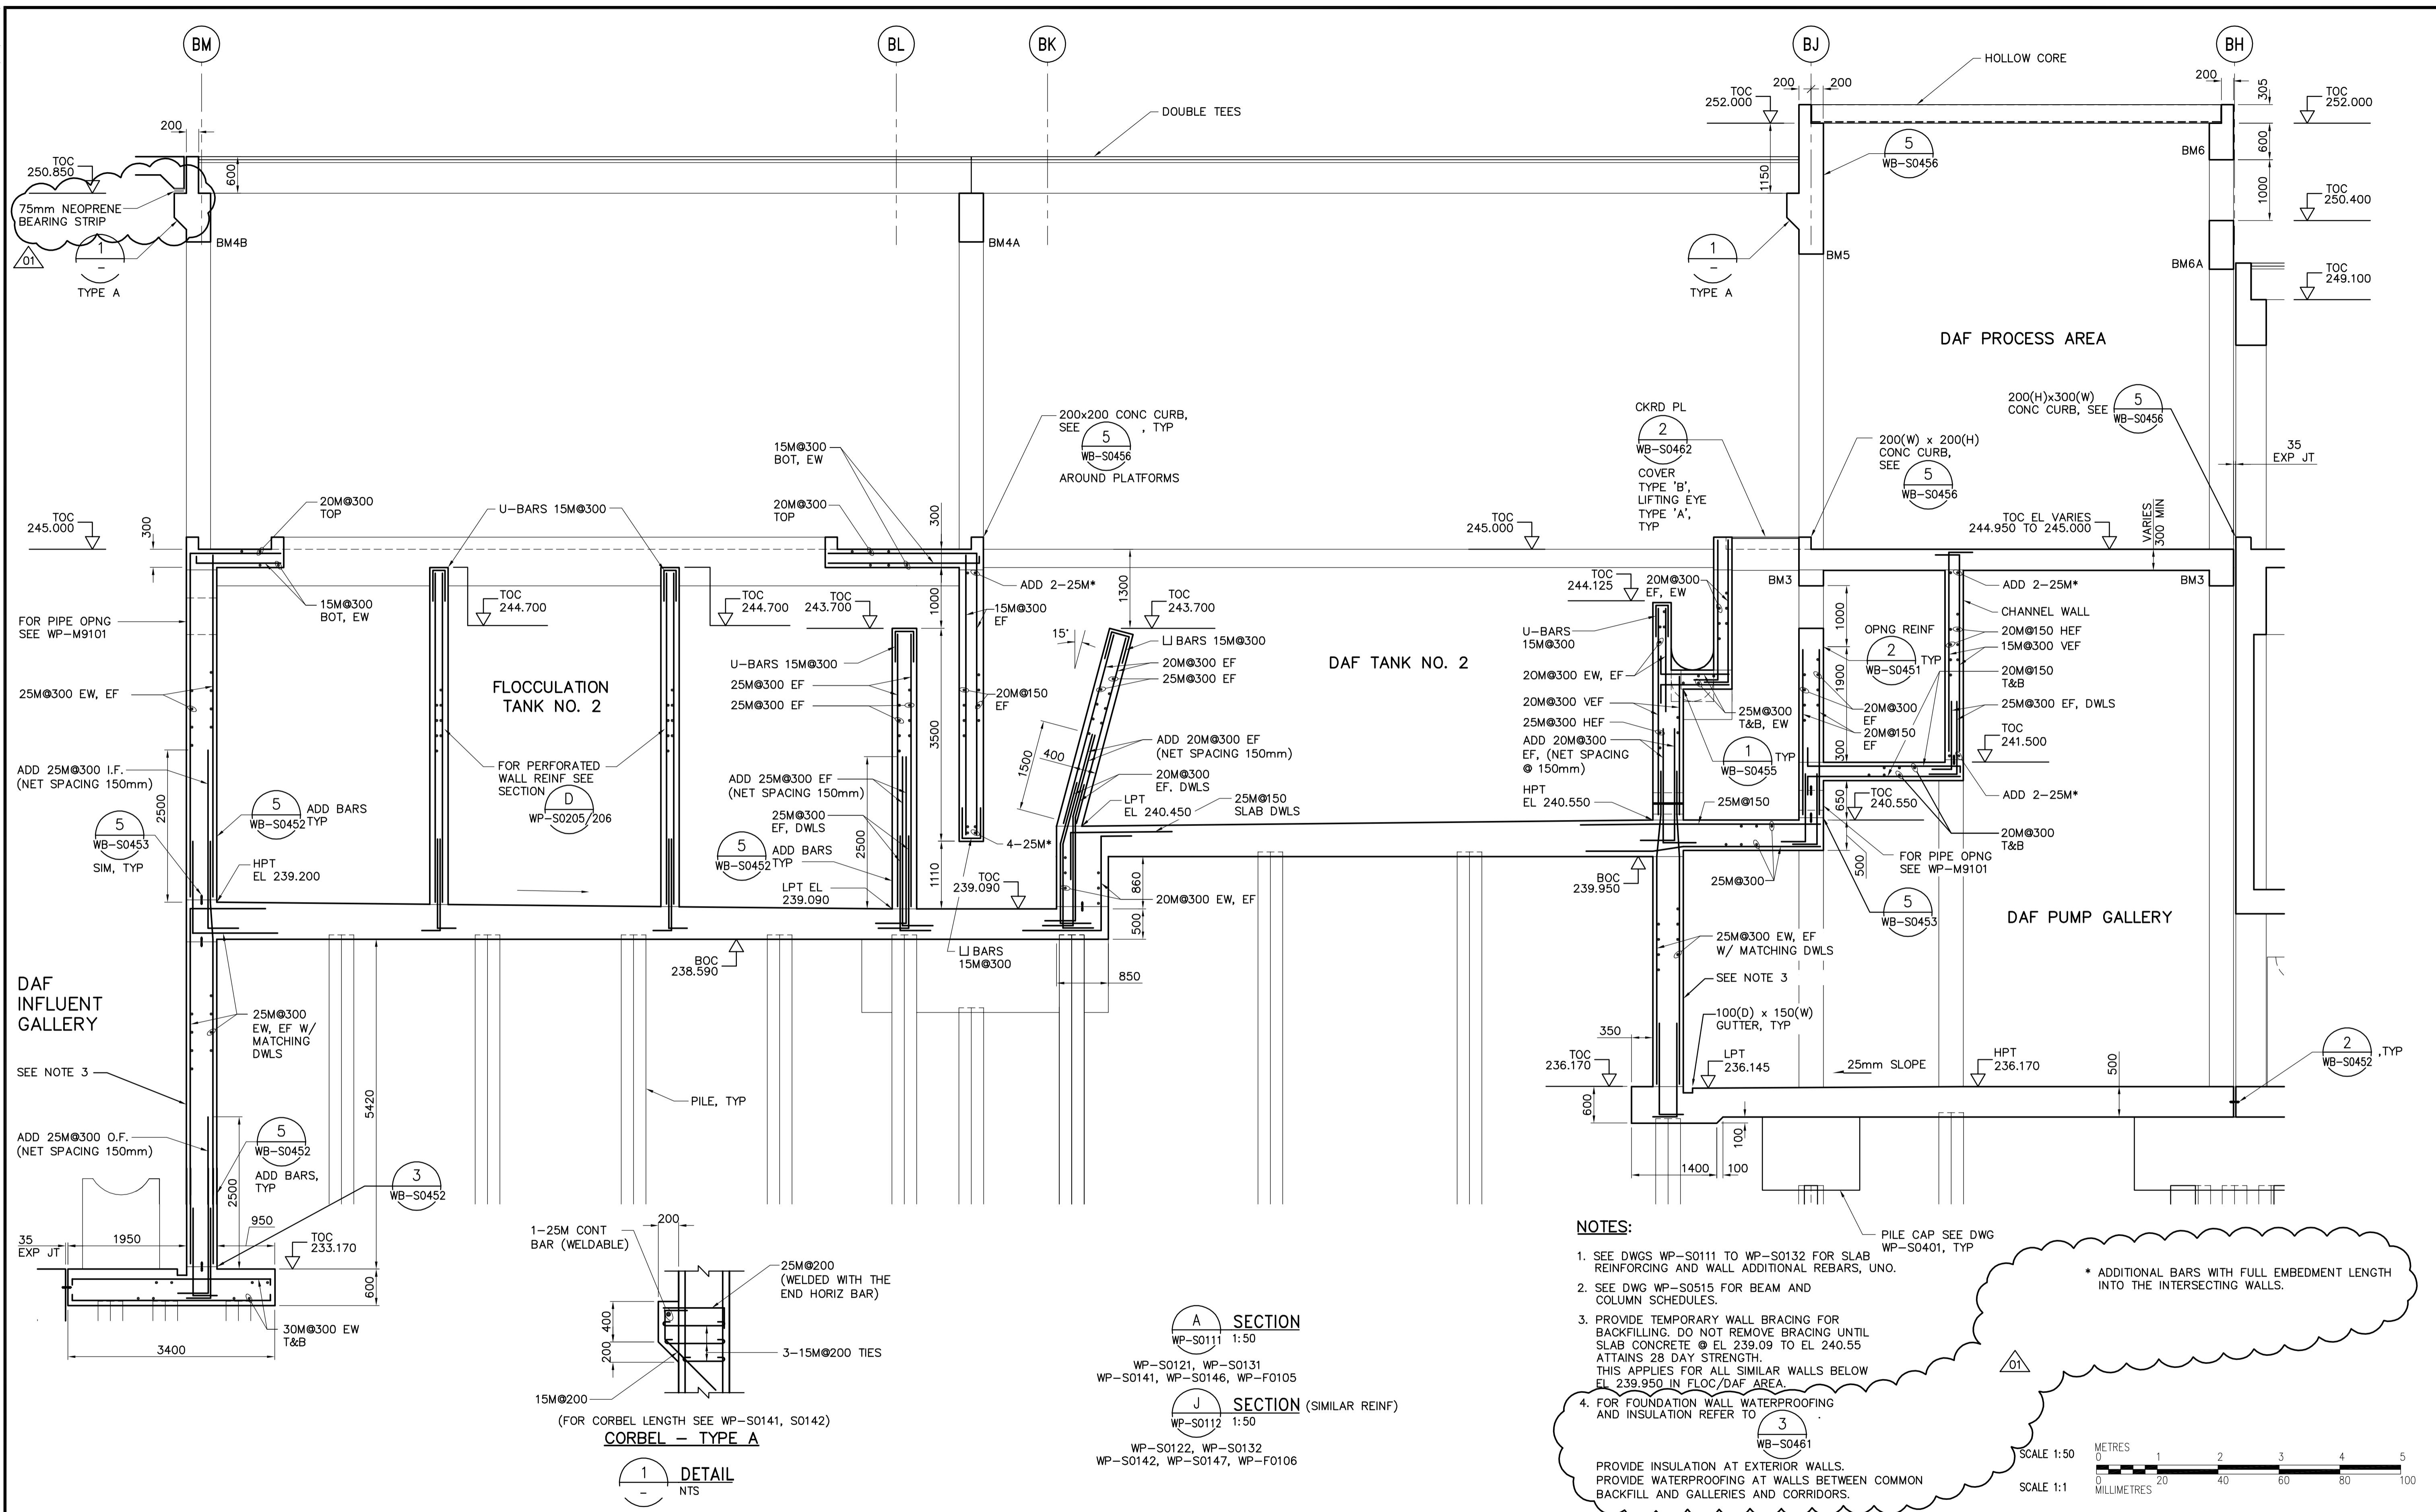 BM
BL
BK
BJ
BH
HOLLOW CORE
DOUBLE TEES
200
200
200
200
305
TOC
252.000
TOC
252.000
5
WB-S0456
BM6
600
1150
1000
TOC
250.400
TOC
250.850
600
75mm NEOPRENE
BEARING STRIP
01
1
–
TYPE A
BM4B
BM4A
1
–
TYPE A
BM5
BM6A
TOC
249.100
DAF PROCESS AREA
200x200 CONC CURB,
SEE 5 , TYP
WB-S0456
AROUND PLATFORMS
CKRD PL
2
WB-S0462
COVER
TYPE 'B',
LIFTING EYE
TYPE 'A',
TYP
200(W) x 200(H)
CONC CURB,
SEE
5
WB-S0456
200(H)x300(W)
CONC CURB, SEE
5
WB-S0456
35
EXP JT
15M@300
BOT, EW
20M@300
TOP
20M@300
TOP
U-BARS 15M@300
TOC
245.000
300
300
TOC
245.000
TOC EL VARIES
244.950 TO 245.000
VARIES
300 MIN
15M@300
BOT, EW
FOR PIPE OPNG
SEE WP-M9101
TOC
244.700
TOC
244.700
TOC
243.700
1000
ADD 2-25M*
15M@300
EF
1300
TOC
243.700
15°
⊔ BARS 15M@300
20M@300 EF
25M@300 EF
DAF TANK NO. 2
TOC
244.125
20M@300
EF, EW
BM3
BM3
ADD 2-25M*
CHANNEL WALL
20M@150 HEF
15M@300 VEF
20M@150
T&B
25M@300 EF, DWLS
1000
OPNG REINF
2
WB-S0451
TYP
1900
U-BARS
15M@300
20M@300 EW, EF
20M@300 VEF
25M@300 HEF
ADD 20M@300
EF, (NET SPACING
@ 150mm)
HPT
EL 240.550
25M@300
T&B, EW
1
WB-S0455
TYP
25M@150
20M@300
EF
20M@150
EF
300
TOC
241.500
ADD 2-25M*
20M@300
T&B
650
TOC
240.550
500
FOR PIPE OPNG
SEE WP-M9101
5
WB-S0453
25M@300
FLOCCULATION
TANK NO. 2
U-BARS 15M@300
25M@300 EF
25M@300 EF
20M@150
EF
3500
25M@300 EW, EF
ADD 25M@300 I.F.
(NET SPACING 150mm)
2500
5
WB-S0452
ADD BARS
TYP
5
WB-S0453
SIM, TYP
HPT
EL 239.200
FOR PERFORATED
WALL REINF SEE
SECTION
D
WP-S0205/206
ADD 25M@300 EF
(NET SPACING 150mm)
25M@300
EF, DWLS
2500
5
WB-S0452
ADD BARS
TYP
LPT EL
239.090
1500
400
ADD 20M@300 EF
(NET SPACING 150mm)
20M@300
EF, DWLS
LPT
EL 240.450
25M@150
SLAB DWLS
4-25M*
1110
TOC
239.090
860
500
20M@300 EW, EF
BOC
239.950
BOC
238.590
⊔ BARS
15M@300
850
DAF PUMP GALLERY
25M@300 EW, EF
W/ MATCHING DWLS
SEE NOTE 3
100(D) x 150(W)
GUTTER, TYP
350
TOC
236.170
LPT
236.145
25mm SLOPE
HPT
236.170
500
2
WB-S0452
,TYP
600
100
1400
100
PILE CAP SEE DWG
WP-S0401, TYP
DAF
INFLUENT
GALLERY
25M@300
EW, EF W/
MATCHING
DWLS
SEE NOTE 3
PILE, TYP
5420
ADD 25M@300 O.F.
(NET SPACING 150mm)
5
WB-S0452
ADD BARS,
TYP
2500
3
WB-S0452
950
35
EXP JT
1950
TOC
233.170
600
30M@300 EW
T&B
3400
1-25M CONT
BAR (WELDABLE)
200
25M@200
(WELDED WITH THE
END HORIZ BAR)
400
200
3-15M@200 TIES
15M@200
(FOR CORBEL LENGTH SEE WP-S0141, S0142)
CORBEL – TYPE A
1
–
DETAIL
NTS
A
WP-S0111
SECTION
1:50
WP-S0121, WP-S0131
WP-S0141, WP-S0146, WP-F0105
J
WP-S0112
SECTION (SIMILAR REINF)
1:50
WP-S0122, WP-S0132
WP-S0142, WP-S0147, WP-F0106
NOTES:
1. SEE DWGS WP-S0111 TO WP-S0132 FOR SLAB
REINFORCING AND WALL ADDITIONAL REBARS, UNO.
2. SEE DWG WP-S0515 FOR BEAM AND
COLUMN SCHEDULES.
3. PROVIDE TEMPORARY WALL BRACING FOR
BACKFILLING. DO NOT REMOVE BRACING UNTIL
SLAB CONCRETE @ EL 239.09 TO EL 240.55
ATTAINS 28 DAY STRENGTH.
THIS APPLIES FOR ALL SIMILAR WALLS BELOW
EL 239.950 IN FLOC/DAF AREA.
4. FOR FOUNDATION WALL WATERPROOFING
AND INSULATION REFER TO 3 .
WB-S0461
PROVIDE INSULATION AT EXTERIOR WALLS.
PROVIDE WATERPROOFING AT WALLS BETWEEN COMMON
BACKFILL AND GALLERIES AND CORRIDORS.
* ADDITIONAL BARS WITH FULL EMBEDMENT LENGTH
INTO THE INTERSECTING WALLS.
01
SCALE 1:50
METRES
0 1 2 3 4 5
SCALE 1:1
0 20 40 60 80 100
MILLIMETRES